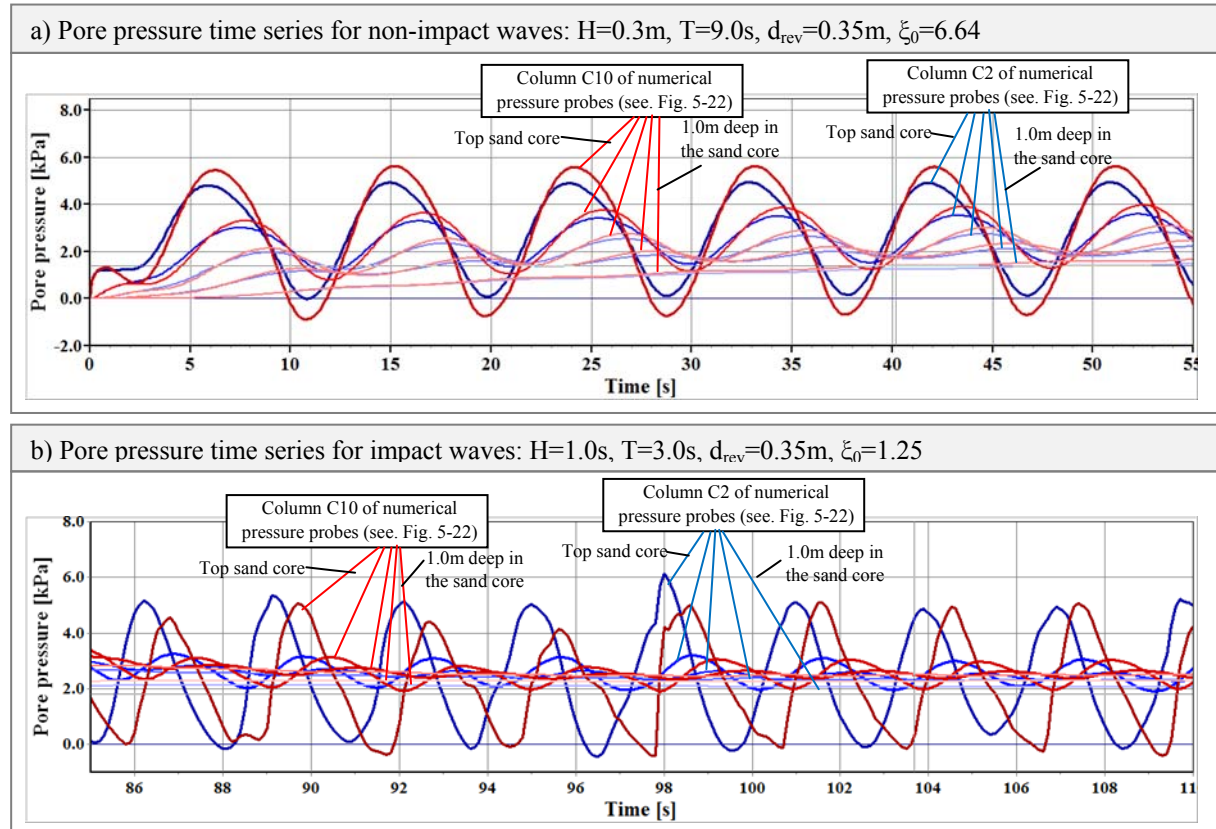 a) Pore pressure time series for non-impact waves: H=0.3m, T=9.0s, drev=0.35m, ξ0=6.64
Column C10 of numerical
pressure probes (see. Fig. 5-22)
Column C2 of numerical
pressure probes (see. Fig. 5-22)
Top sand core
1.0m deep in
the sand core
Top sand core
1.0m deep in
the sand core
Pore pressure [kPa]
8.0
6.0
4.0
2.0
0.0
-2.0
0 5 10 15 20 25 30 35 40 45 50 55
Time [s]
b) Pore pressure time series for impact waves: H=1.0s, T=3.0s, drev=0.35m, ξ0=1.25
Column C10 of numerical
pressure probes (see. Fig. 5-22)
Column C2 of numerical
pressure probes (see. Fig. 5-22)
Top sand core
1.0m deep in
the sand core
Top sand core
1.0m deep in
the sand core
Pore pressure [kPa]
8.0
6.0
4.0
2.0
0.0
86 88 90 92 94 96 98 100 102 104 106 108 11
Time [s]